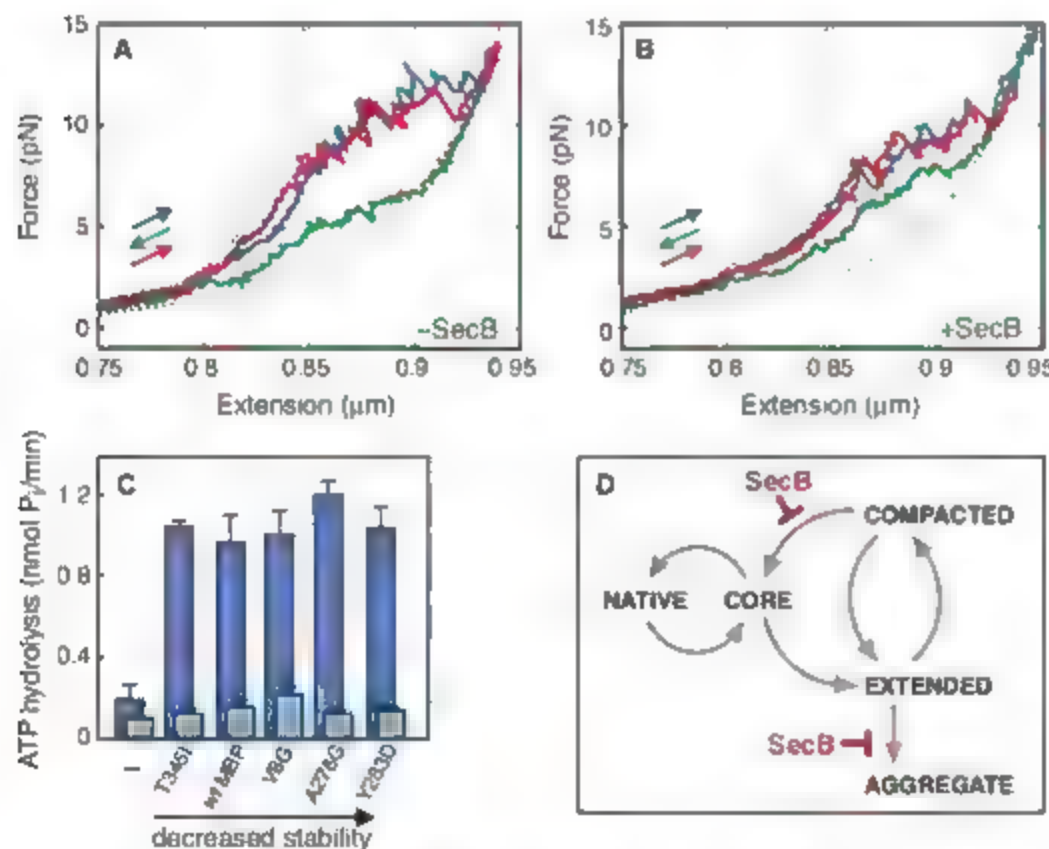 A
15
10
5
0
Force (pN)
–SecB
0.75 0.8 0.85 0.9 0.95
Extension (μm)
B
15
10
5
0
Force (pN)
+SecB
0.75 0.8 0.85 0.9 0.95
Extension (μm)
C
ATP hydrolysis (nmol Pi/min)
1.2
0.8
0.4
0
– T345I wt MBP V8G A276G Y283D
decreased stability
D
SecB
COMPACTED
NATIVE CORE
EXTENDED
SecB
AGGREGATE